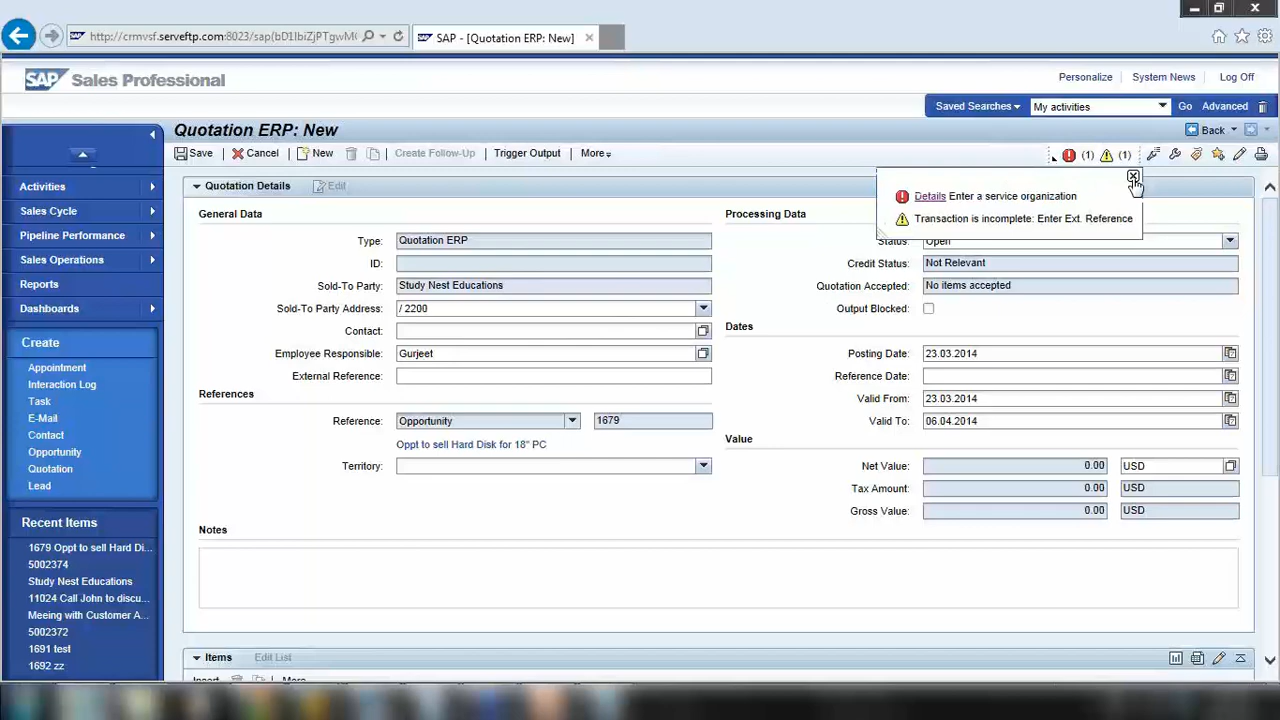 http://crmvsf.serveftp.com:8023/sap(bD1lbiZjPTgwMC
SAP - [Quotation ERP: New]
SAP Sales Professional
Personalize System News Log Off
Saved Searches My activities Go Advanced
Quotation ERP: New
Back
Save Cancel New Create Follow-Up Trigger Output More
(1) (1)
Details Enter a service organization
Transaction is incomplete: Enter Ext. Reference
Activities
Sales Cycle
Pipeline Performance
Sales Operations
Reports
Dashboards
Create
Appointment
Interaction Log
Task
E-Mail
Contact
Opportunity
Quotation
Lead
Recent Items
1679 Oppt to sell Hard Di...
5002374
Study Nest Educations
11024 Call John to discu...
Meeing with Customer A...
5002372
1691 test
1692 zz
Quotation Details Edit
General Data
Type: Quotation ERP
ID:
Sold-To Party: Study Nest Educations
Sold-To Party Address: / 2200
Contact:
Employee Responsible: Gurjeet
External Reference:
References
Reference: Opportunity 1679
Oppt to sell Hard Disk for 18" PC
Territory:
Processing Data
Status: Open
Credit Status: Not Relevant
Quotation Accepted: No items accepted
Output Blocked:
Dates
Posting Date: 23.03.2014
Reference Date:
Valid From: 23.03.2014
Valid To: 06.04.2014
Value
Net Value: 0.00 USD
Tax Amount: 0.00 USD
Gross Value: 0.00 USD
Notes
Items Edit List
Insert More